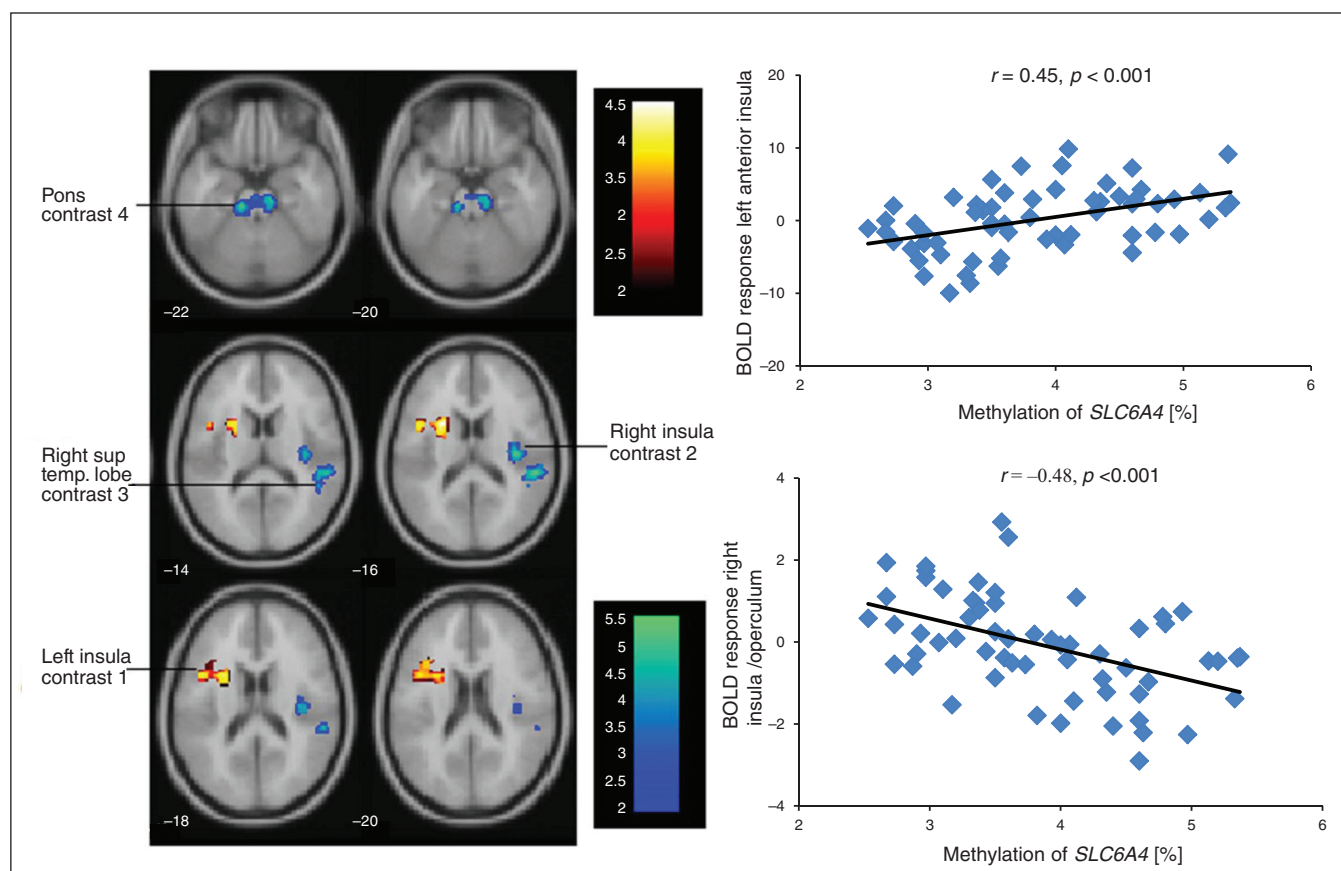 Pons
contrast 4
−22
−20
4.5
4
3.5
3
2
2.5
2
Right sup
temp. lobe
contrast 3
−14
−16
Right insula
contrast 2
Left insula
contrast 1
−18
−20
5.5
5
4.5
4
3.5
3
2.5
2
r = 0.45, p < 0.001
BOLD response left anterior insula
20
10
0
−10
−20
2
3
4
5
6
Methylation of SLC6A4 [%]
r = −0.48, p <0.001
BOLD response right
insula /operculum
4
2
0
−2
−4
2
3
4
5
6
Methylation of SLC6A4 [%]